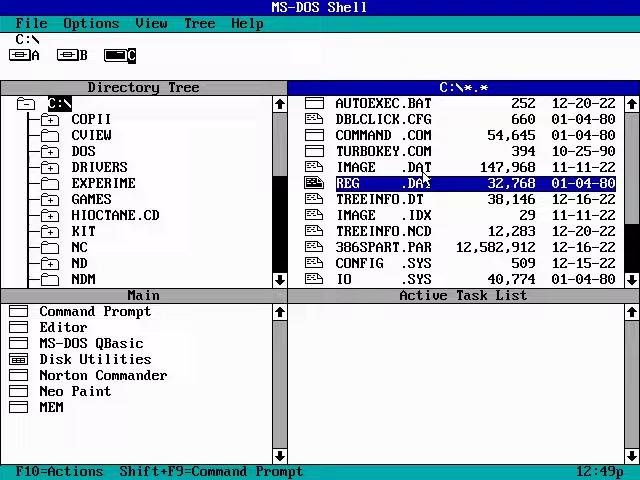 MS-DOS Shell
File Options View Tree Help
C:\
A B C
Directory Tree
C:\
COPII
CVIEW
DOS
DRIVERS
EXPERIME
GAMES
HIOCTANE.CD
KIT
NC
ND
NDM
C:\*.*
AUTOEXEC.BAT 252 12-20-22
DBLCLICK.CFG 660 01-04-80
COMMAND .COM 54,645 01-04-80
TURBOKEY.COM 394 10-25-90
IMAGE .DAT 147,968 11-11-22
REG .DAT 32,768 01-04-80
TREEINFO.DT 38,146 12-16-22
IMAGE .IDX 29 11-11-22
TREEINFO.NCD 12,283 12-20-22
386SPART.PAR 12,582,912 12-16-22
CONFIG .SYS 509 12-15-22
IO .SYS 40,774 01-04-80
Main
Command Prompt
Editor
MS-DOS QBasic
Disk Utilities
Norton Commander
Neo Paint
MEM
Active Task List
F10=Actions Shift+F9=Command Prompt 12:49p